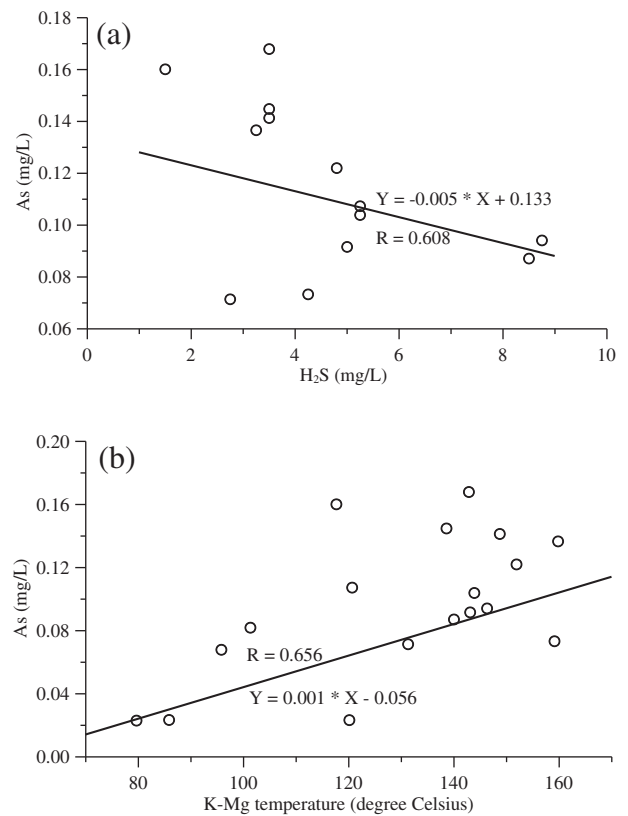 (a)
0.18
0.16
0.14
0.12
0.10
0.08
0.06
As (mg/L)
Y = -0.005 * X + 0.133
R = 0.608
0 2 4 6 8 10
H₂S (mg/L)
(b)
0.20
0.16
0.12
0.08
0.04
0.00
As (mg/L)
R = 0.656
Y = 0.001 * X - 0.056
80 100 120 140 160
K-Mg temperature (degree Celsius)